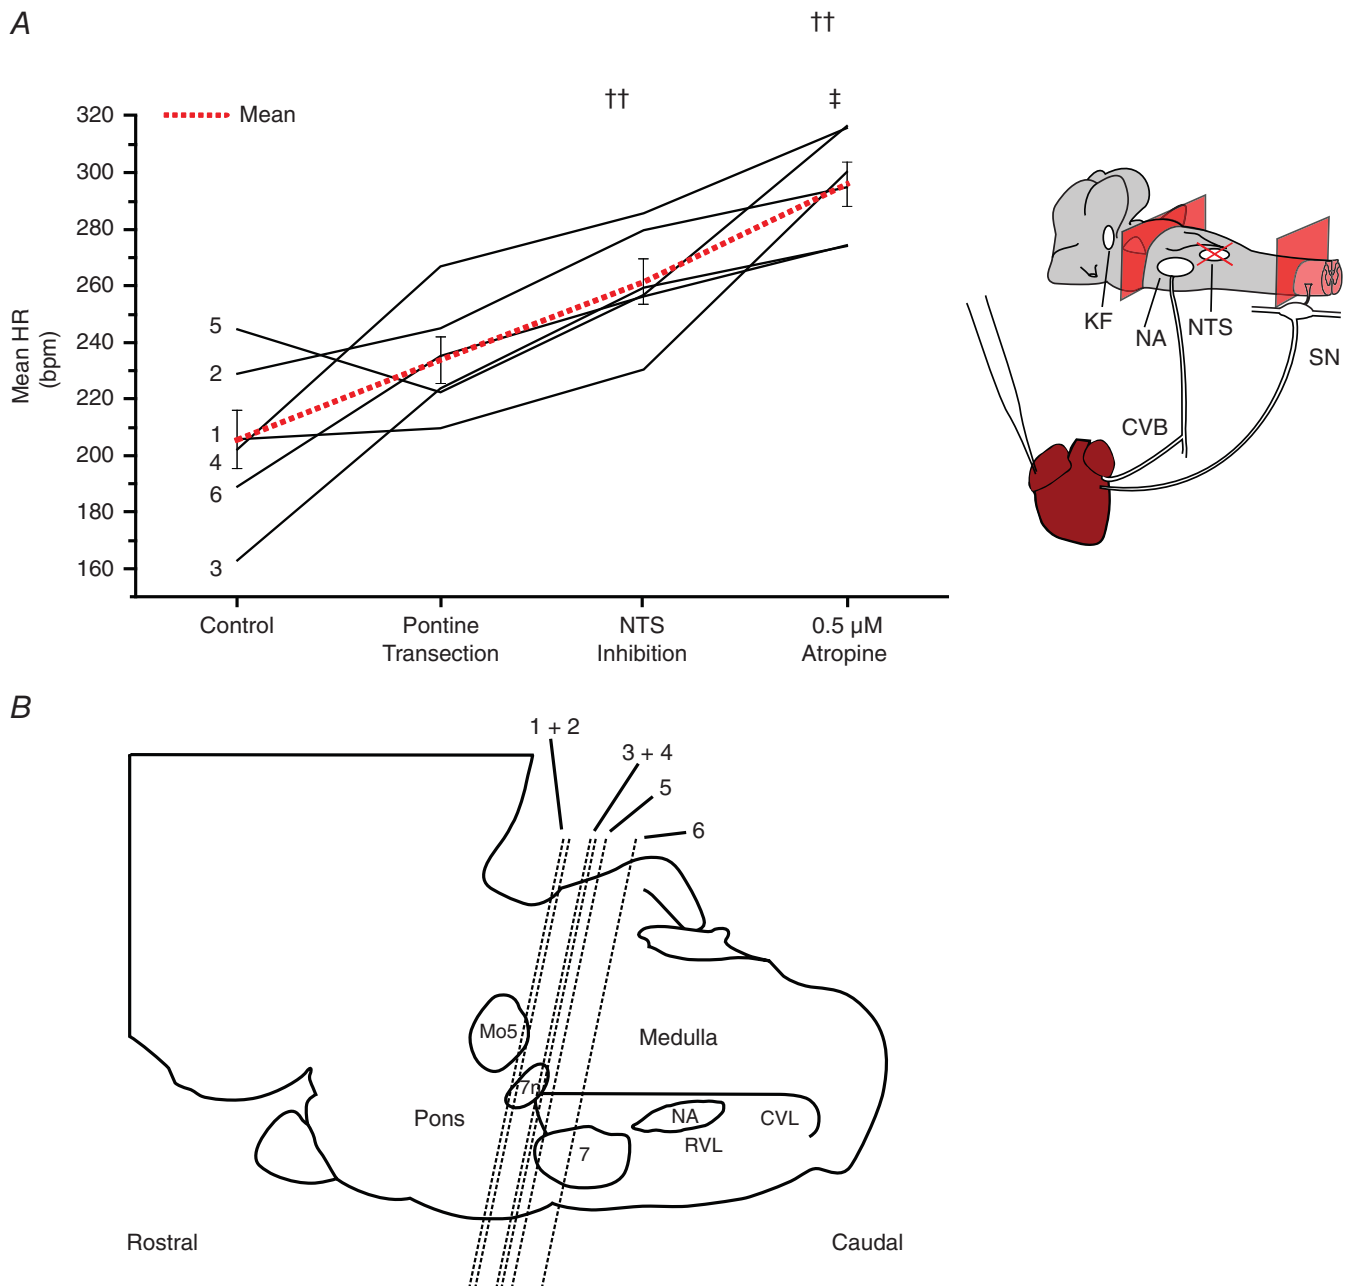 A
††
†† ‡
Mean
320
300
280
260
240
220
200
180
160
Mean HR
(bpm)
5
2
1
4
6
3
Control
Pontine
Transection
NTS
Inhibition
0.5 µM
Atropine
KF
NA
NTS
SN
CVB
B
1 + 2
3 + 4
5
6
Mo5
Medulla
7n
Pons
NA
CVL
RVL
7
Rostral
Caudal